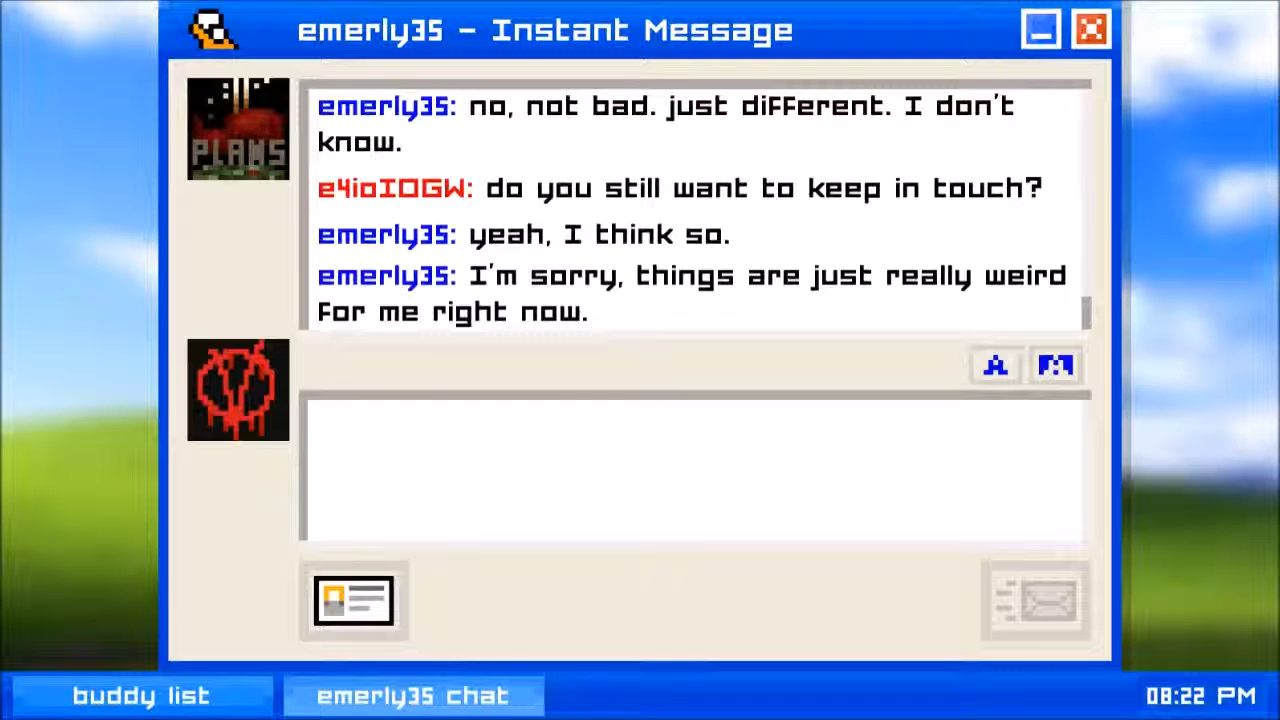 emerly35 - Instant Message
emerly35: no, not bad. just different. I don't
know.
e4ioIOGW: do you still want to keep in touch?
emerly35: yeah, I think so.
emerly35: I'm sorry, things are just really weird
for me right now.
PLANS
A
buddy list
emerly35 chat
08:22 PM